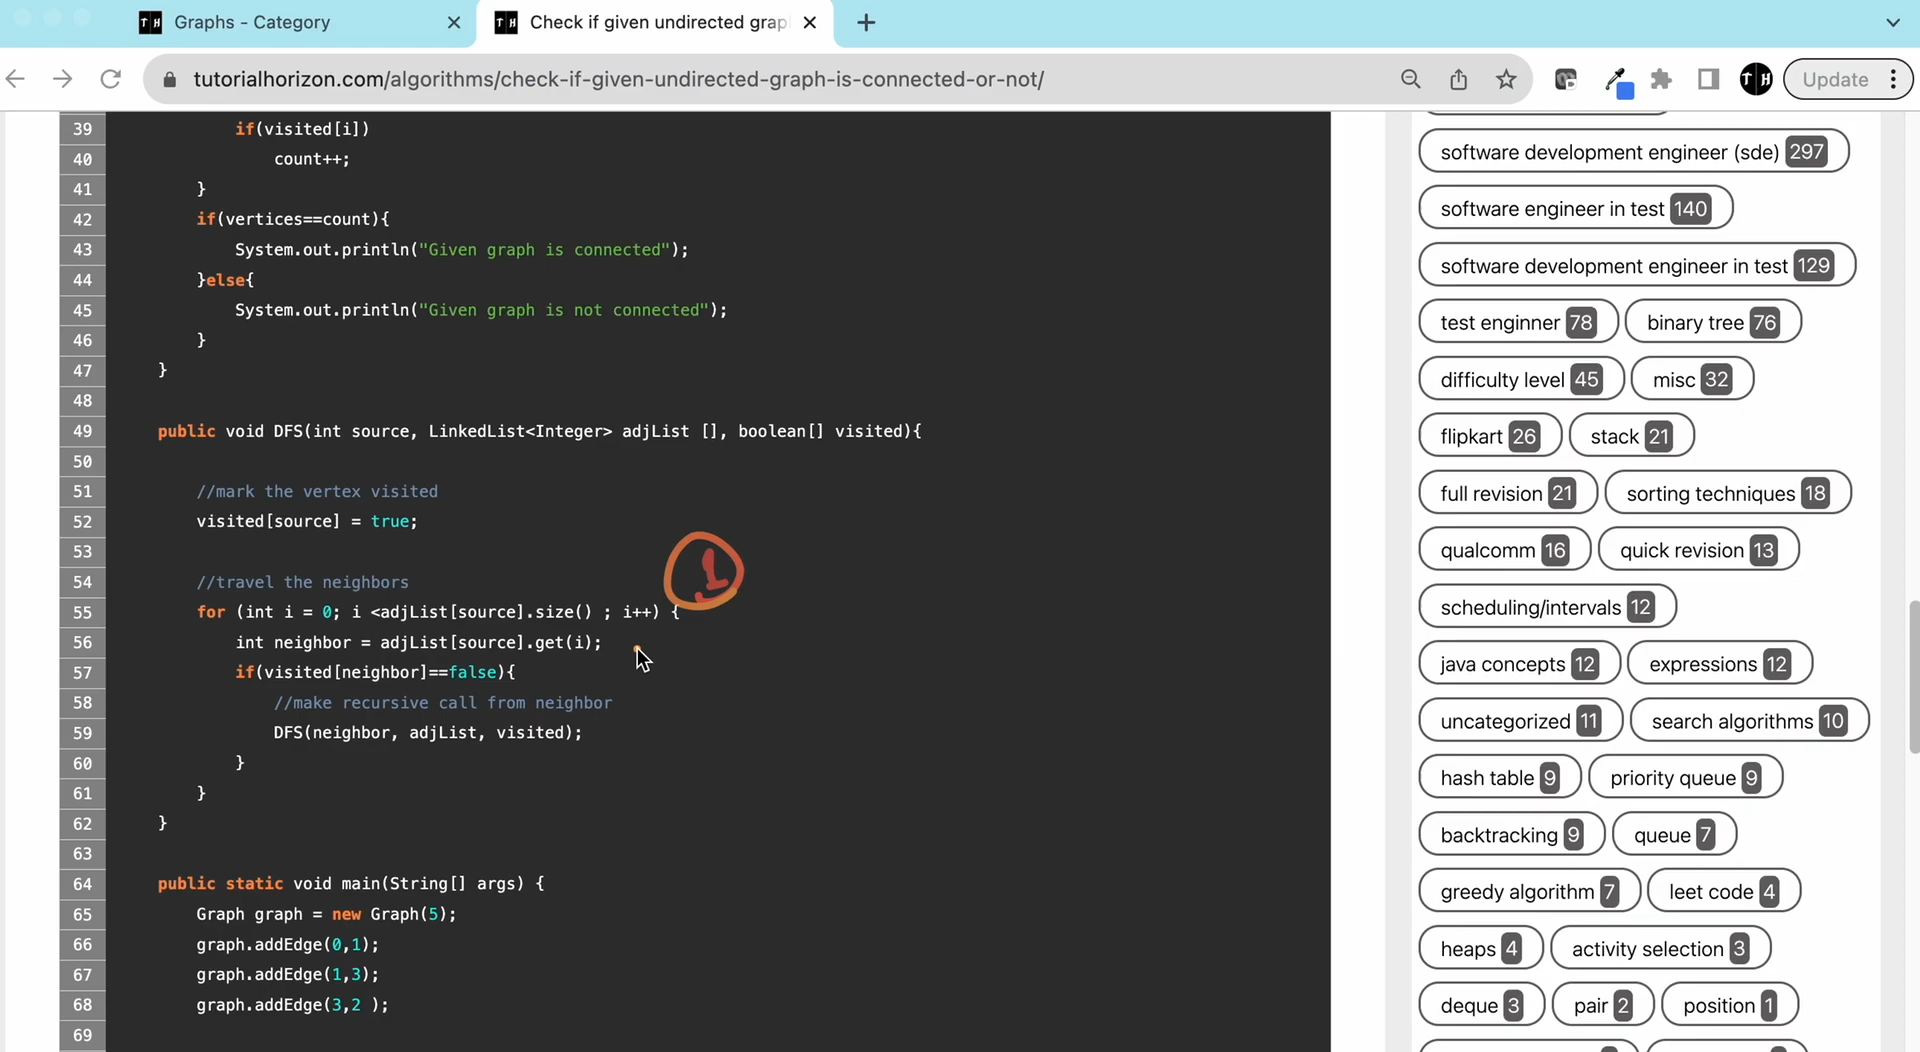 TH Graphs - Category
TH Check if given undirected grap
tutorialhorizon.com/algorithms/check-if-given-undirected-graph-is-connected-or-not/
TH
Update
39 if(visited[i])
40 count++;
41 }
42 if(vertices==count){
43 System.out.println("Given graph is connected");
44 }else{
45 System.out.println("Given graph is not connected");
46 }
47 }
48
49 public void DFS(int source, LinkedList<Integer> adjList [], boolean[] visited){
50
51 //mark the vertex visited
52 visited[source] = true;
53
1
54 //travel the neighbors
55 for (int i = 0; i <adjList[source].size() ; i++) {
56 int neighbor = adjList[source].get(i);
57 if(visited[neighbor]==false){
58 //make recursive call from neighbor
59 DFS(neighbor, adjList, visited);
60 }
61 }
62 }
63
64 public static void main(String[] args) {
65 Graph graph = new Graph(5);
66 graph.addEdge(0,1);
67 graph.addEdge(1,3);
68 graph.addEdge(3,2 );
69
software development engineer (sde) 297
software engineer in test 140
software development engineer in test 129
test enginner 78 binary tree 76
difficulty level 45 misc 32
flipkart 26 stack 21
full revision 21 sorting techniques 18
qualcomm 16 quick revision 13
scheduling/intervals 12
java concepts 12 expressions 12
uncategorized 11 search algorithms 10
hash table 9 priority queue 9
backtracking 9 queue 7
greedy algorithm 7 leet code 4
heaps 4 activity selection 3
deque 3 pair 2 position 1